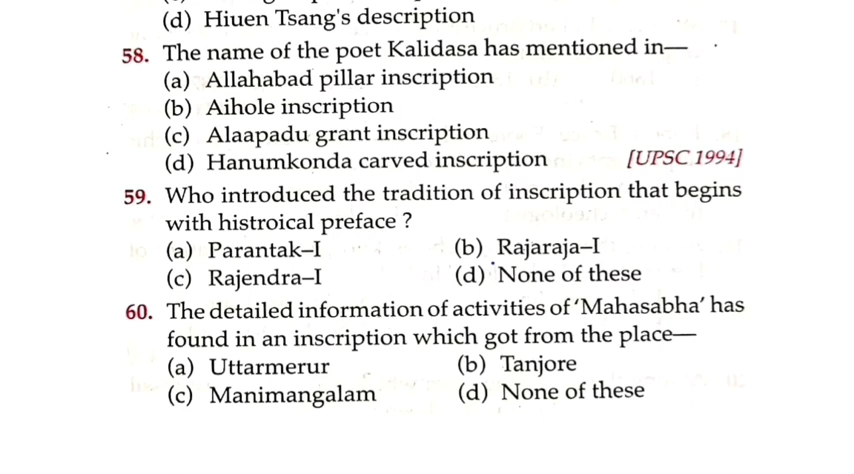 (d) Hiuen Tsang's description
58. The name of the poet Kalidasa has mentioned in—
(a) Allahabad pillar inscription
(b) Aihole inscription
(c) Alaapadu grant inscription
(d) Hanumkonda carved inscription [UPSC 1994]
59. Who introduced the tradition of inscription that begins
with histroical preface ?
(a) Parantak–I (b) Rajaraja–I
(c) Rajendra–I (d) None of these
60. The detailed information of activities of 'Mahasabha' has
found in an inscription which got from the place—
(a) Uttarmerur (b) Tanjore
(c) Manimangalam (d) None of these